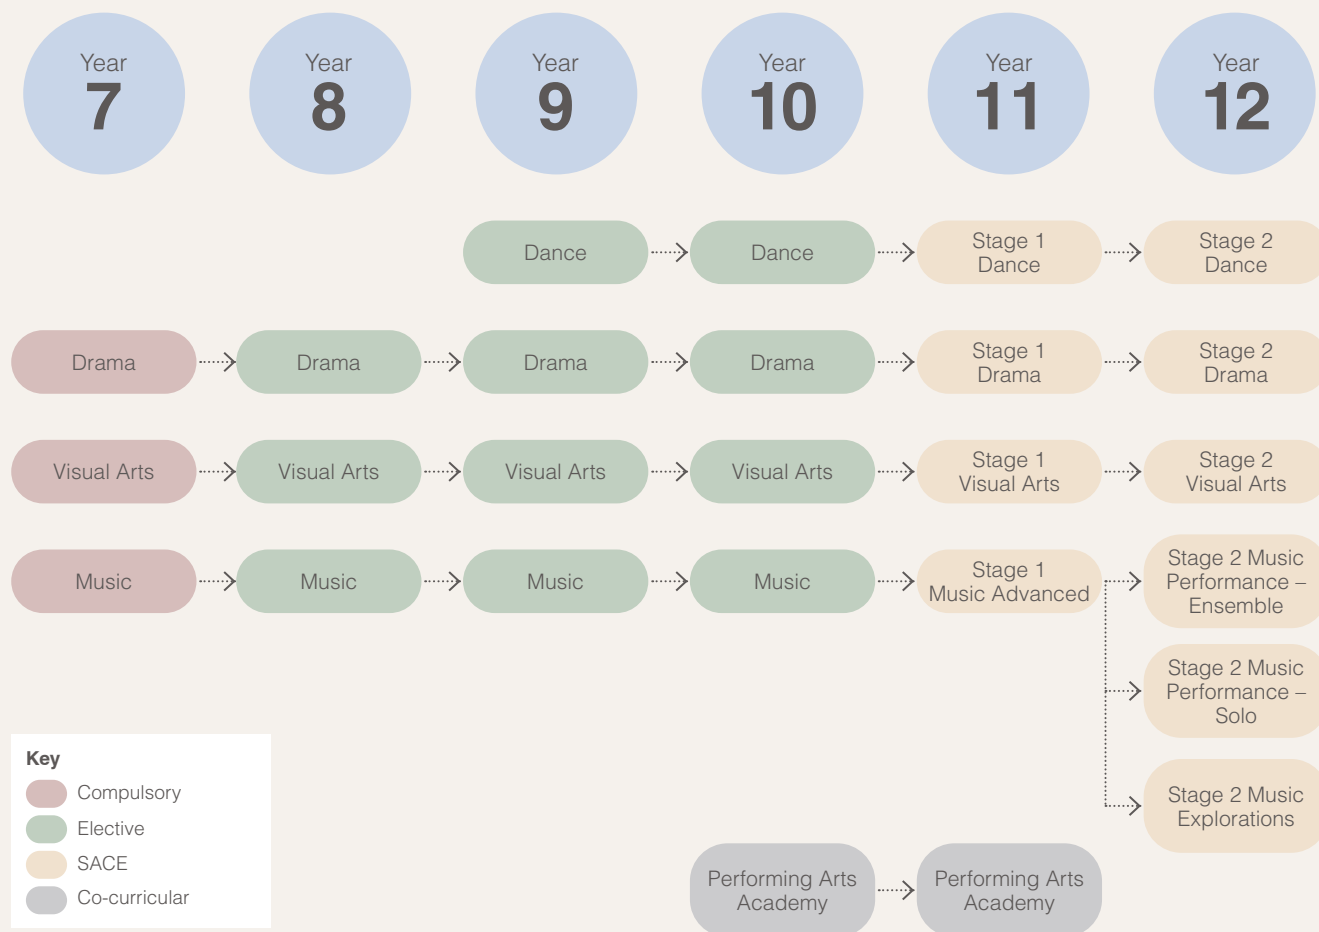 Year
7
Year
8
Year
9
Year
10
Year
11
Year
12
Dance
Dance
Stage 1
Dance
Stage 2
Dance
Drama
Drama
Drama
Drama
Stage 1
Drama
Stage 2
Drama
Visual Arts
Visual Arts
Visual Arts
Visual Arts
Stage 1
Visual Arts
Stage 2
Visual Arts
Music
Music
Music
Music
Stage 1
Music Advanced
Stage 2 Music
Performance –
Ensemble
Stage 2 Music
Performance –
Solo
Stage 2 Music
Explorations
Performing Arts
Academy
Performing Arts
Academy
Key
Compulsory
Elective
SACE
Co-curricular